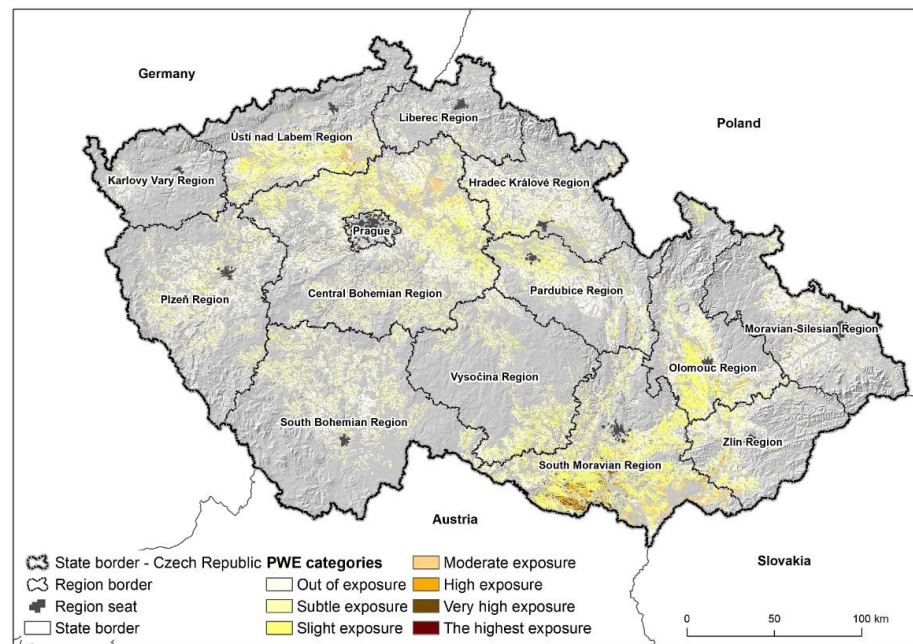 Germany
Poland
Liberec Region
Ústí nad Labem Region
Karlovy Vary Region
Hradec Králové Region
Prague
Plzeň Region
Central Bohemian Region
Pardubice Region
Moravian-Silesian Region
Olomouc Region
Vysočina Region
South Bohemian Region
Zlín Region
South Moravian Region
Austria
Slovakia
State border - Czech Republic
Region border
Region seat
State border
PWE categories
Out of exposure
Subtle exposure
Slight exposure
Moderate exposure
High exposure
Very high exposure
The highest exposure
0 50 100 km